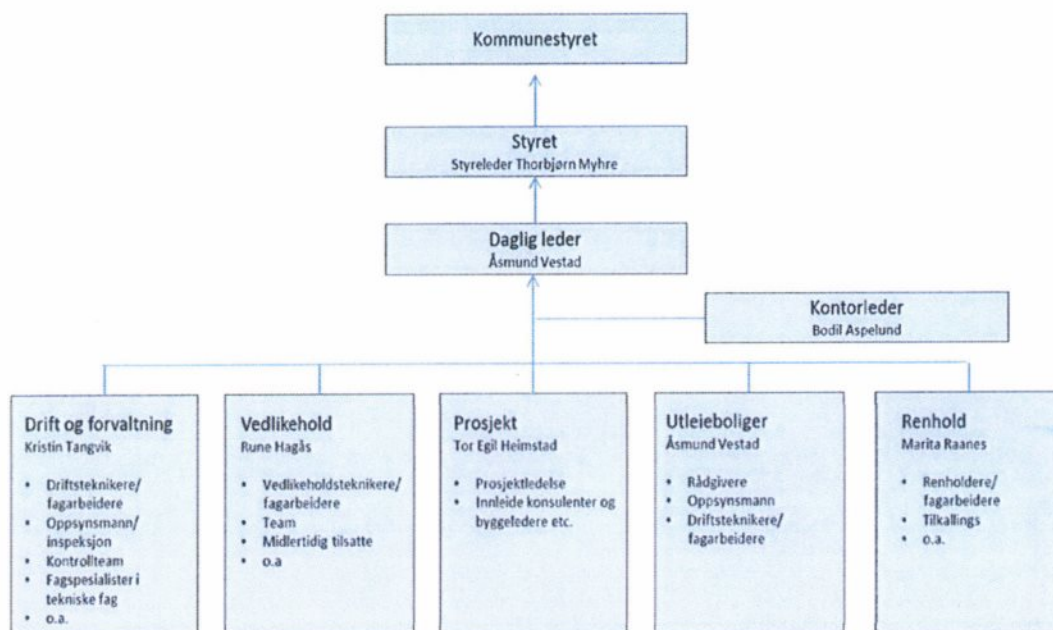 Kommunestyret
Styret
Styreleder Thorbjørn Myhre
Daglig leder
Åsmund Vestad
Kontorleder
Bodil Aspelund
Drift og forvaltning
Kristin Tangvik
• Driftsteknikere/
fagarbeidere
• Oppsynsmann/
inspeksjon
• Kontrollteam
• Fagspesialister i
tekniske fag
• o.a.
Vedlikehold
Rune Hagås
• Vedlikeholdsteknikere/
fagarbeidere
• Team
• Midlertidig tilsatte
• o.a
Prosjekt
Tor Egil Heimstad
• Prosjektledelse
• Innleide konsulenter og
byggeledere etc.
Utleieboliger
Åsmund Vestad
• Rådgivere
• Oppsynsmann
• Driftsteknikere/
fagarbeidere
Renhold
Marita Raanes
• Renholdere/
fagarbeidere
• Tilkallings
• o.a.